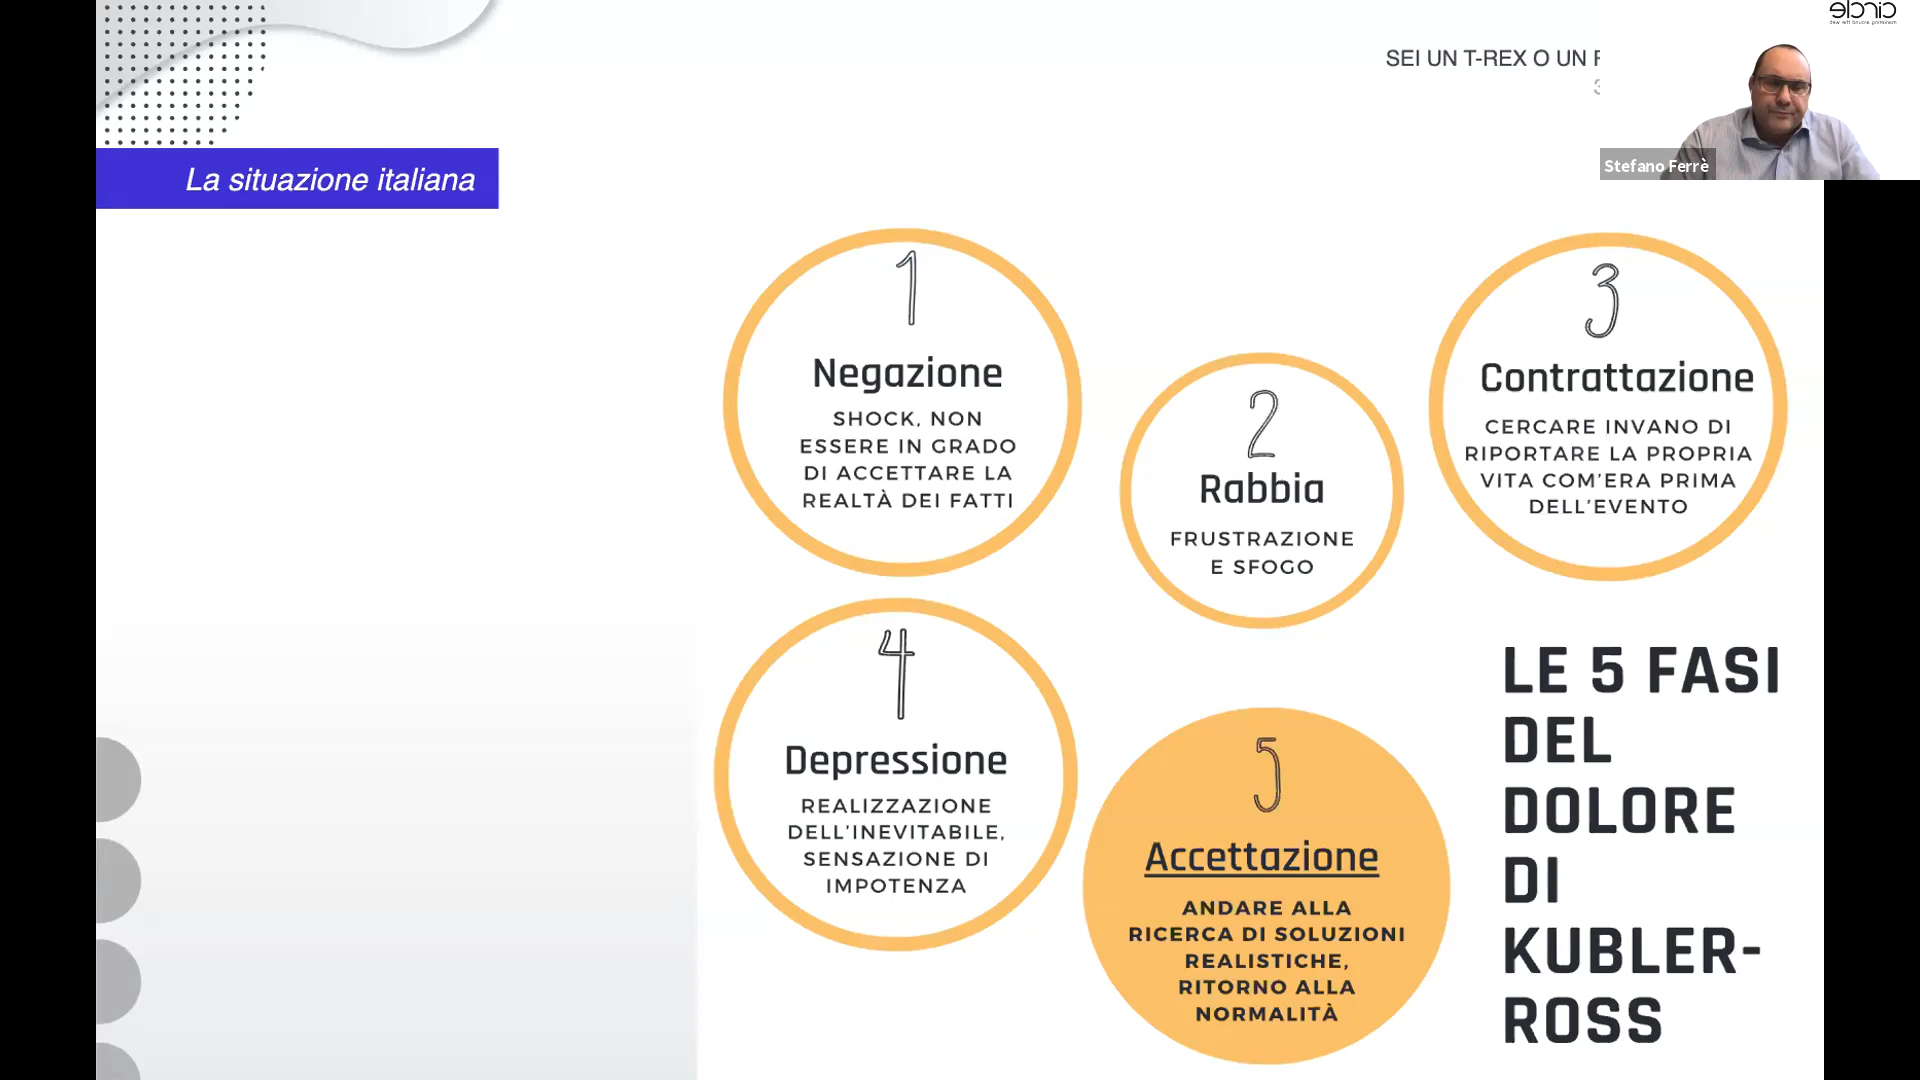 circle
SEI UN T-REX O UN
Stefano Ferrè
La situazione italiana
1
Negazione
SHOCK, NON
ESSERE IN GRADO
DI ACCETTARE LA
REALTÀ DEI FATTI
2
Rabbia
FRUSTRAZIONE
E SFOGO
3
Contrattazione
CERCARE INVANO DI
RIPORTARE LA PROPRIA
VITA COM'ERA PRIMA
DELL'EVENTO
4
Depressione
REALIZZAZIONE
DELL'INEVITABILE,
SENSAZIONE DI
IMPOTENZA
5
Accettazione
ANDARE ALLA
RICERCA DI SOLUZIONI
REALISTICHE,
RITORNO ALLA
NORMALITÀ
LE 5 FASI
DEL
DOLORE
DI
KUBLER-
ROSS